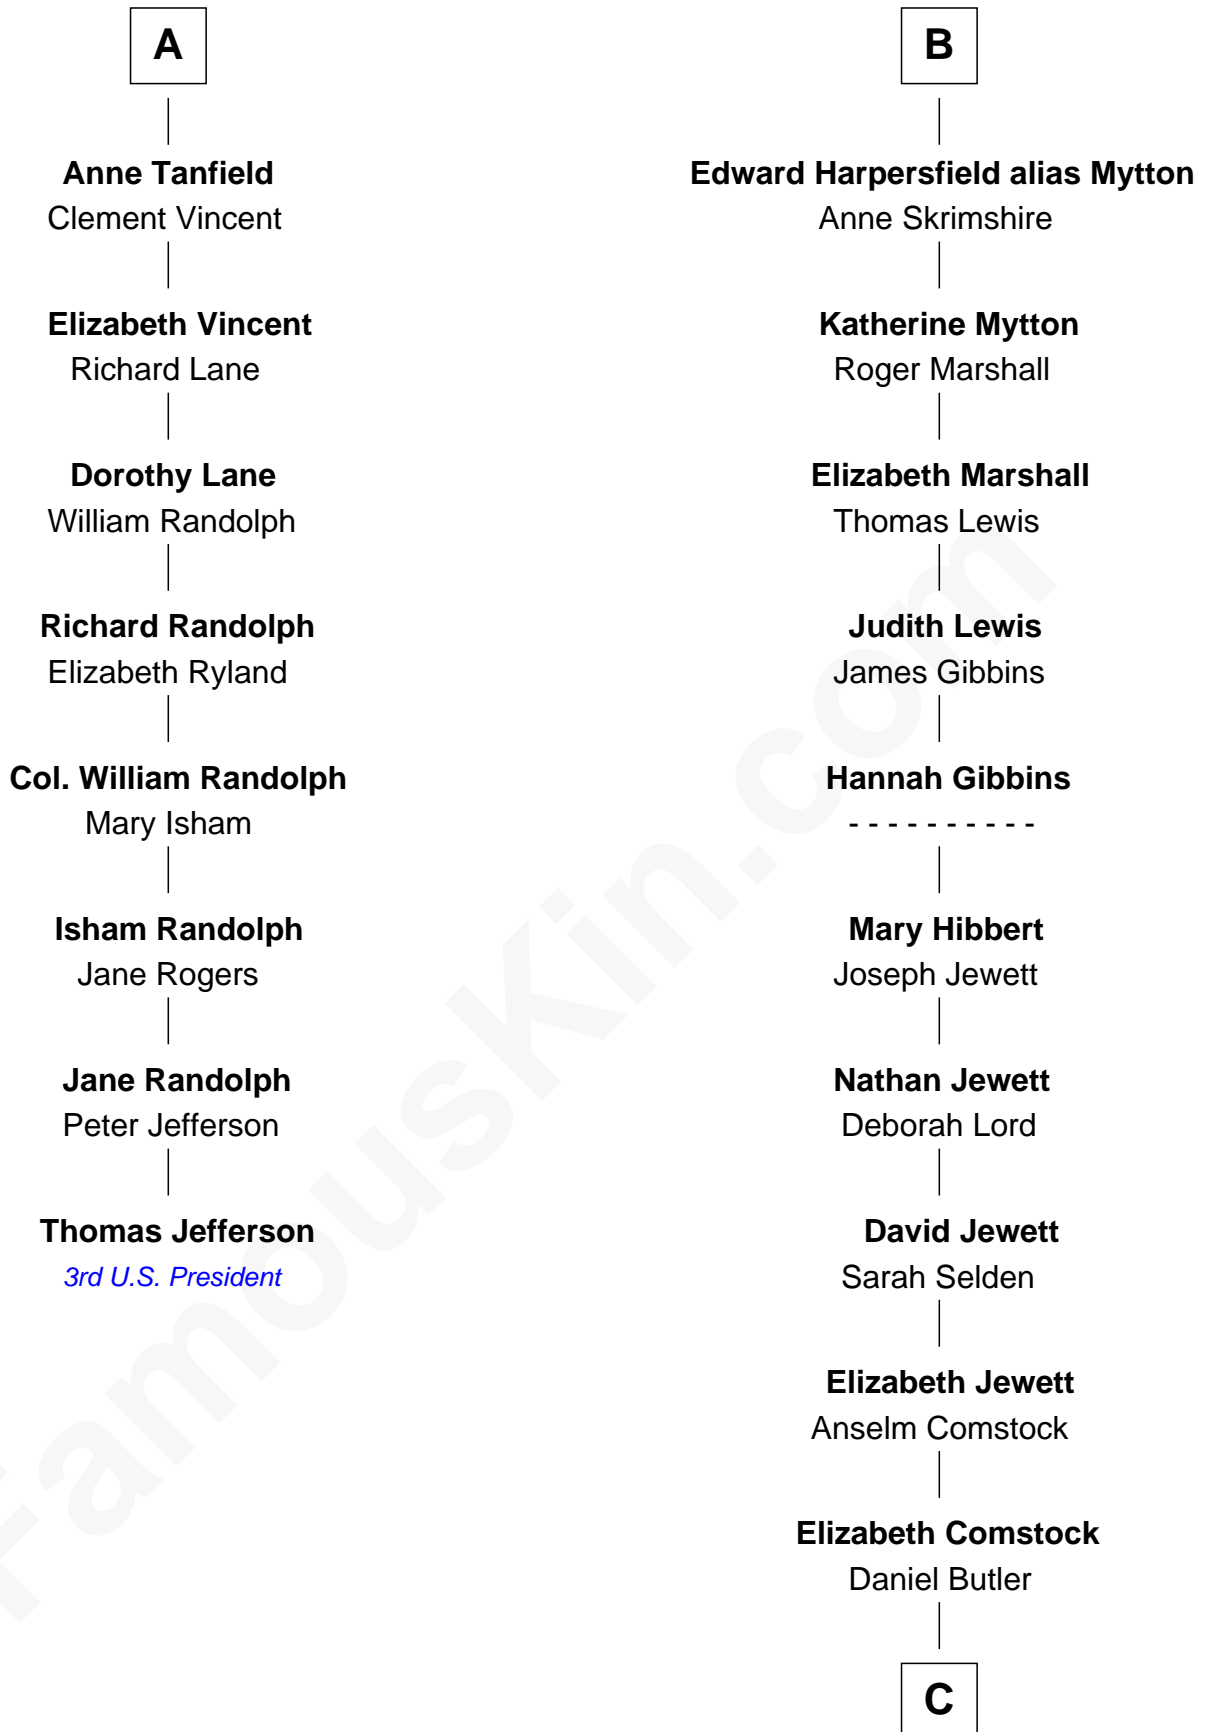 A
Anne Tanfield
Clement Vincent
Elizabeth Vincent
Richard Lane
Dorothy Lane
William Randolph
Richard Randolph
Elizabeth Ryland
Col. William Randolph
Mary Isham
Isham Randolph
Jane Rogers
Jane Randolph
Peter Jefferson
Thomas Jefferson
3rd U.S. President
B
Edward Harpersfield alias Mytton
Anne Skrimshire
Katherine Mytton
Roger Marshall
Elizabeth Marshall
Thomas Lewis
Judith Lewis
James Gibbins
Hannah Gibbins
- - - - - - - - - -
Mary Hibbert
Joseph Jewett
Nathan Jewett
Deborah Lord
David Jewett
Sarah Selden
Elizabeth Jewett
Anselm Comstock
Elizabeth Comstock
Daniel Butler
C
FamousKin.com